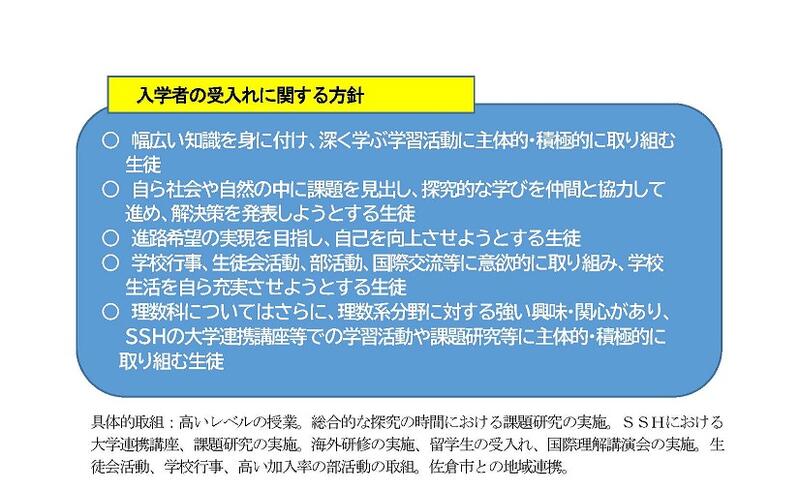 入学者の受入れに関する方針
○ 幅広い知識を身に付け、深く学ぶ学習活動に主体的・積極的に取り組む
生徒
○ 自ら社会や自然の中に課題を見出し、探究的な学びを仲間と協力して
進め、解決策を発表しようとする生徒
○ 進路希望の実現を目指し、自己を向上させようとする生徒
○ 学校行事、生徒会活動、部活動、国際交流等に意欲的に取り組み、学校
生活を自ら充実させようとする生徒
○ 理数科についてはさらに、理数系分野に対する強い興味・関心があり、
SSHの大学連携講座等での学習活動や課題研究等に主体的・積極的に
取り組む生徒
具体的取組：高いレベルの授業。総合的な探究の時間における課題研究の実施。ＳＳＨにおける
大学連携講座、課題研究の実施。海外研修の実施、留学生の受入れ、国際理解講演会の実施。生
徒会活動、学校行事、高い加入率の部活動の取組。佐倉市との地域連携。